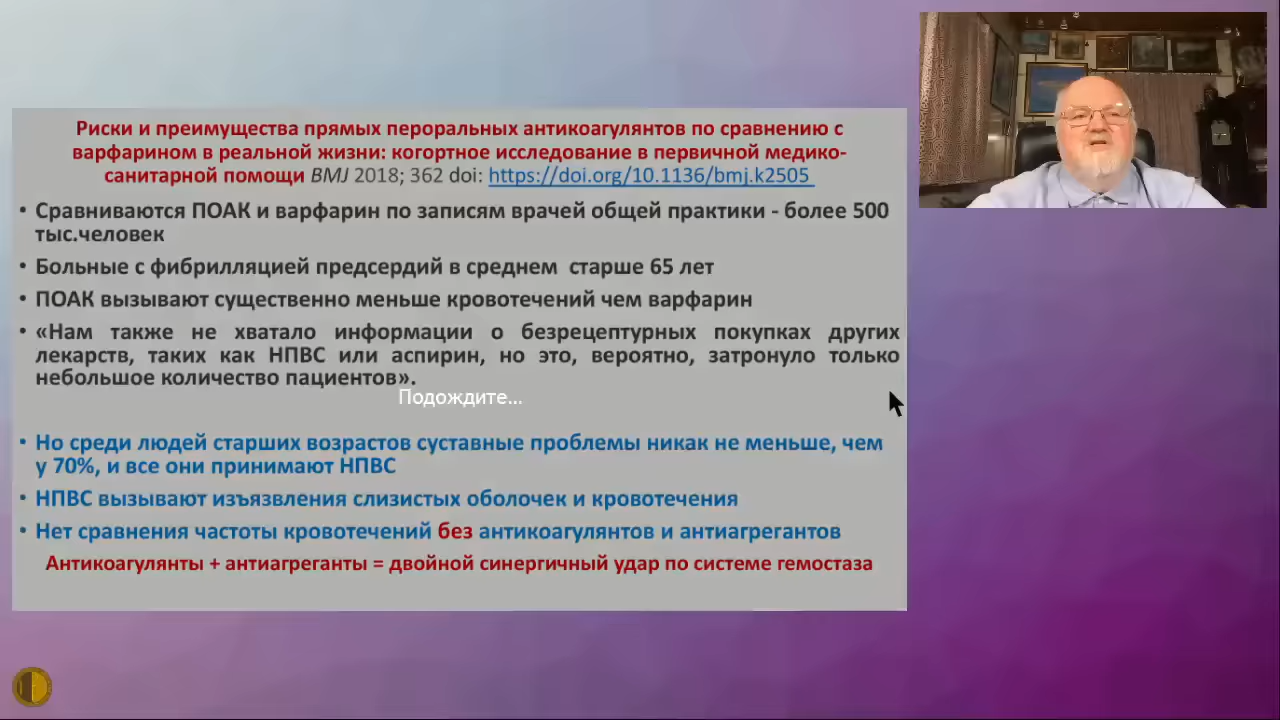 Риски и преимущества прямых пероральных антикоагулянтов по сравнению с
варфарином в реальной жизни: когортное исследование в первичной медико-
санитарной помощи BMJ 2018; 362 doi: https://doi.org/10.1136/bmj.k2505
• Сравниваются ПОАК и варфарин по записям врачей общей практики - более 500
тыс.человек
• Больные с фибрилляцией предсердий в среднем старше 65 лет
• ПОАК вызывают существенно меньше кровотечений чем варфарин
• «Нам также не хватало информации о безрецептурных покупках других
лекарств, таких как НПВС или аспирин, но это, вероятно, затронуло только
небольшое количество пациентов».
Подождите...
• Но среди людей старших возрастов суставные проблемы никак не меньше, чем
у 70%, и все они принимают НПВС
• НПВС вызывают изъязвления слизистых оболочек и кровотечения
• Нет сравнения частоты кровотечений без антикоагулянтов и антиагрегантов
Антикоагулянты + антиагреганты = двойной синергичный удар по системе гемостаза